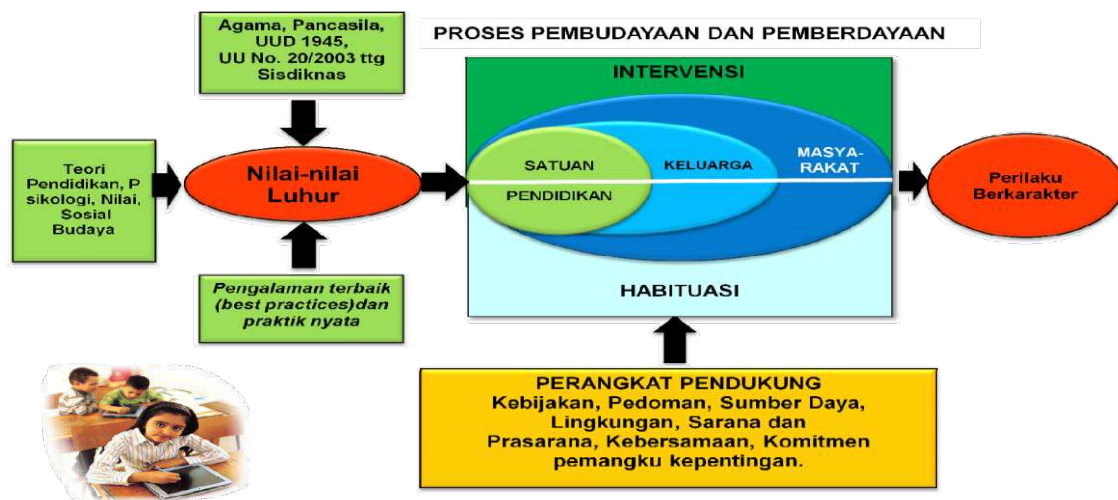 Agama, Pancasila,
UUD 1945,
UU No. 20/2003 ttg
Sisdiknas
PROSES PEMBUDAYAAN DAN PEMBERDAYAAN
INTERVENSI
Teori
Pendidikan, P
sikologi, Nilai,
Sosial
Budaya
Nilai-nilai
Luhur
SATUAN
PENDIDIKAN
KELUARGA
MASYA-
RAKAT
Perilaku
Berkarakter
HABITUASI
Pengalaman terbaik
(best practices)dan
praktik nyata
PERANGKAT PENDUKUNG
Kebijakan, Pedoman, Sumber Daya,
Lingkungan, Sarana dan
Prasarana, Kebersamaan, Komitmen
pemangku kepentingan.